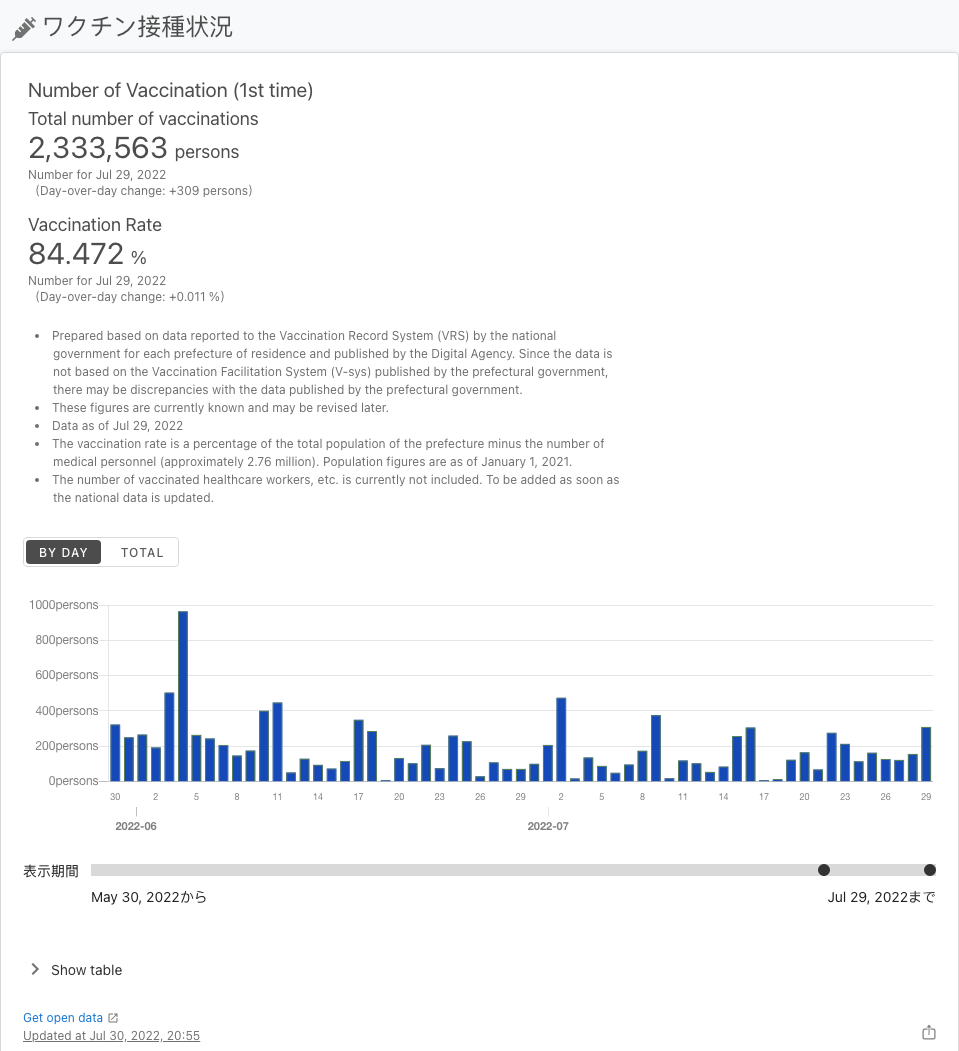 ワクチン接種状況
Number of Vaccination (1st time)
Total number of vaccinations
2,333,563 persons
Number for Jul 29, 2022
(Day-over-day change: +309 persons)
Vaccination Rate
84.472 %
Number for Jul 29, 2022
(Day-over-day change: +0.011 %)
• Prepared based on data reported to the Vaccination Record System (VRS) by the national
government for each prefecture of residence and published by the Digital Agency. Since the data is
not based on the Vaccination Facilitation System (V-sys) published by the prefectural government,
there may be discrepancies with the data published by the prefectural government.
• These figures are currently known and may be revised later.
• Data as of Jul 29, 2022
• The vaccination rate is a percentage of the total population of the prefecture minus the number of
medical personnel (approximately 2.76 million). Population figures are as of January 1, 2021.
• The number of vaccinated healthcare workers, etc. is currently not included. To be added as soon as
the national data is updated.
BY DAY TOTAL
1000persons
800persons
600persons
400persons
200persons
0persons
30 2 5 8 11 14 17 20 23 26 29 2 5 8 11 14 17 20 23 26 29
2022-06 2022-07
表示期間
May 30, 2022から Jul 29, 2022まで
Show table
Get open data
Updated at Jul 30, 2022, 20:55